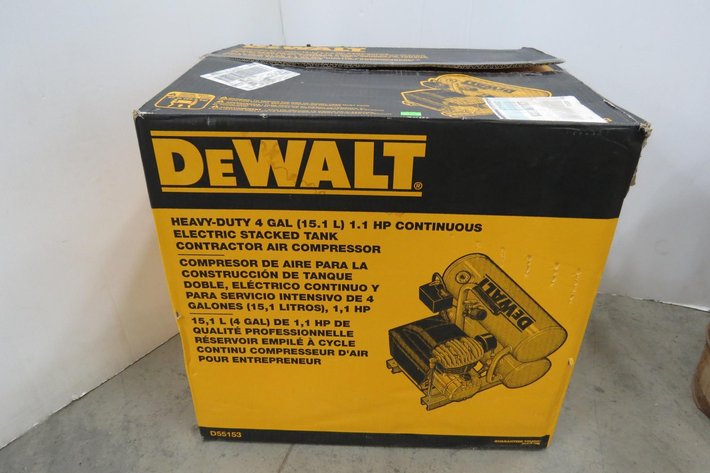 DEWALT®
HEAVY-DUTY 4 GAL (15.1 L) 1.1 HP CONTINUOUS
ELECTRIC STACKED TANK
CONTRACTOR AIR COMPRESSOR
COMPRESOR DE AIRE PARA LA
CONSTRUCCIÓN DE TANQUE
DOBLE, ELÉCTRICO CONTINUO Y
PARA SERVICIO INTENSIVO DE 4
GALONES (15,1 LITROS), 1,1 HP
15,1 L (4 GAL) DE 1,1 HP DE
QUALITÉ PROFESSIONNELLE
RÉSERVOIR EMPILÉ À CYCLE
CONTINU COMPRESSEUR D'AIR
POUR ENTREPRENEUR
DEWALT
D55153